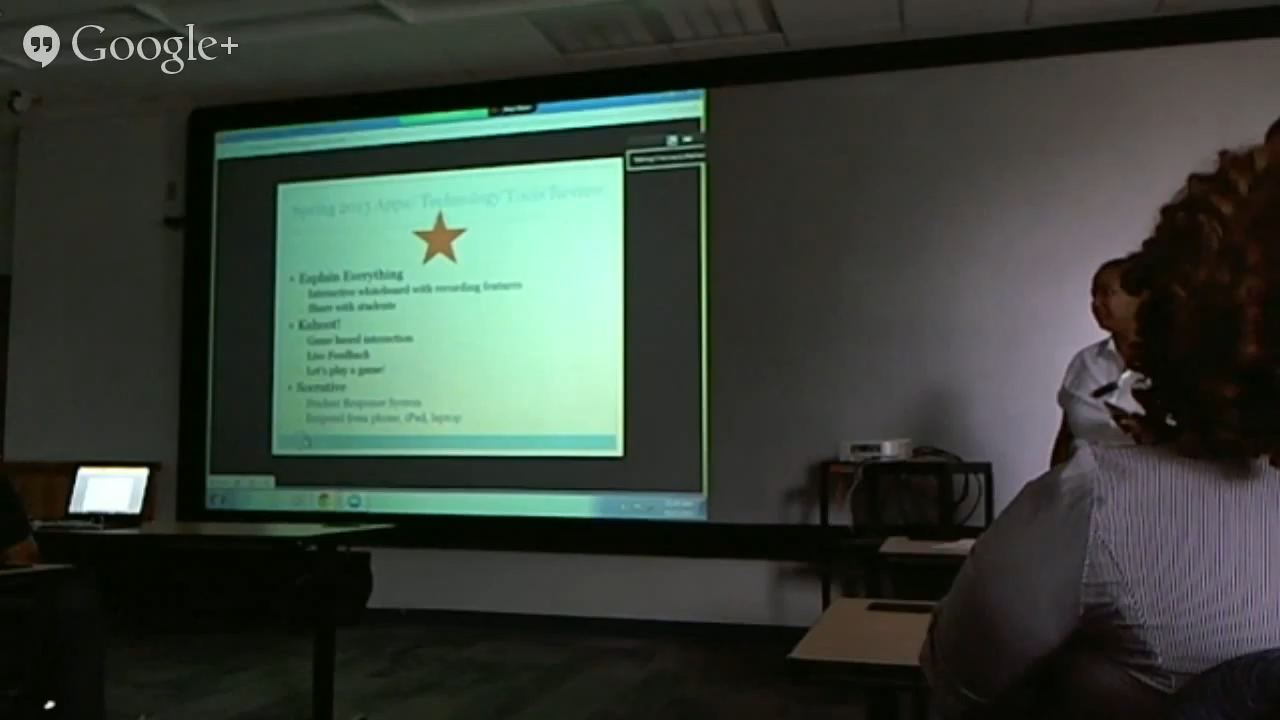 Google+
Spring 2013 Apps/ Technology Tools Review
Explain Everything
Interactive whiteboard with recording features
Share with students
Kahoot!
Game based interaction
Live Feedback
Let's play a game!
Socrative
Student Response System
Respond from phone, iPad, laptop